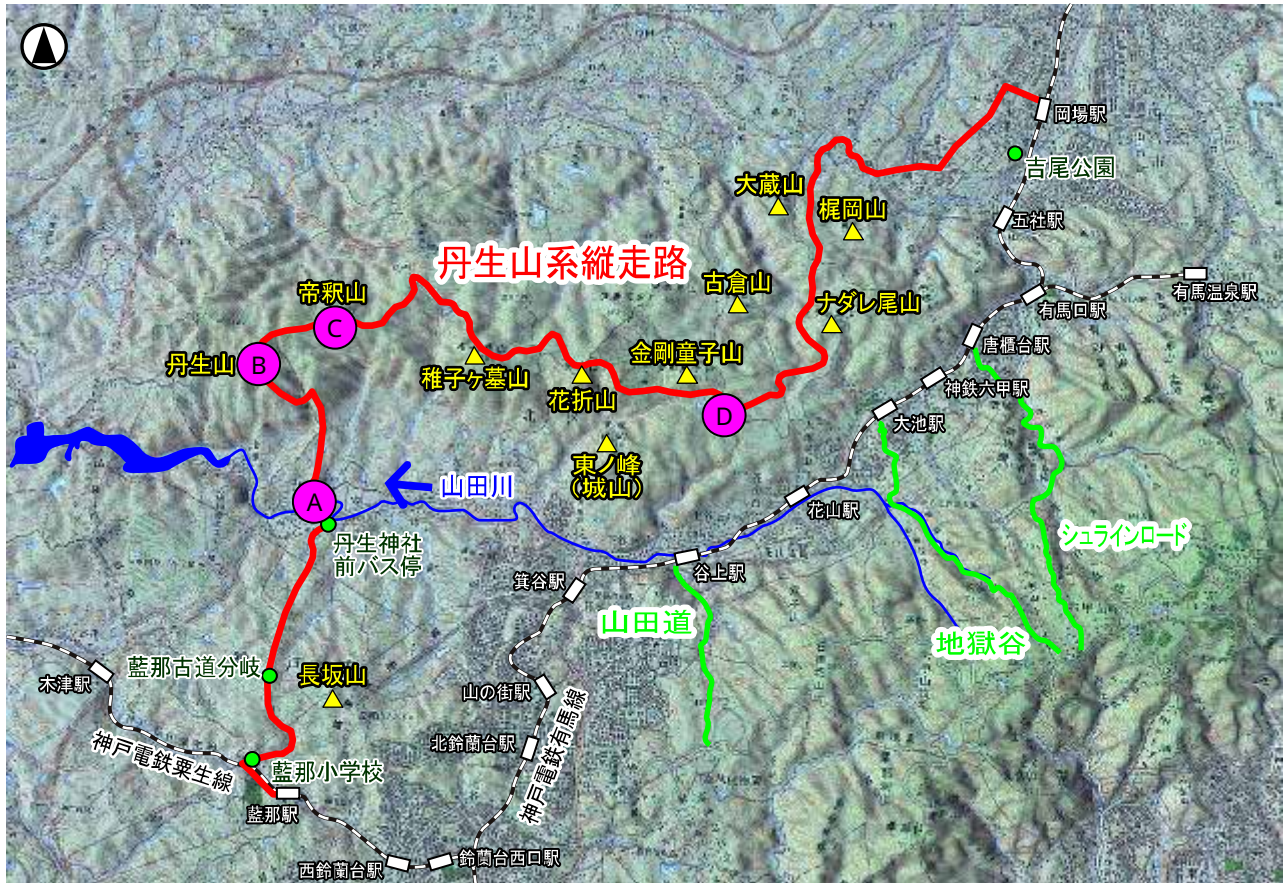 岡場駅
吉尾公園
大蔵山
梶岡山
五社駅
丹生山系縦走路
有馬温泉駅
帝釈山
古倉山
ナダレ尾山
有馬口駅
C
唐櫃台駅
丹生山
B
金剛童子山
稚子ヶ墓山
神鉄六甲駅
花折山
D
大池駅
東ノ峰
(城山)
山田川
A
花山駅
シュラインロード
丹生神社
前バス停
谷上駅
箕谷駅
山田道
地獄谷
藍那古道分岐
長坂山
木津駅
山の街駅
神戸電鉄有馬線
北鈴蘭台駅
神戸電鉄粟生線
藍那小学校
藍那駅
西鈴蘭台駅
鈴蘭台西口駅